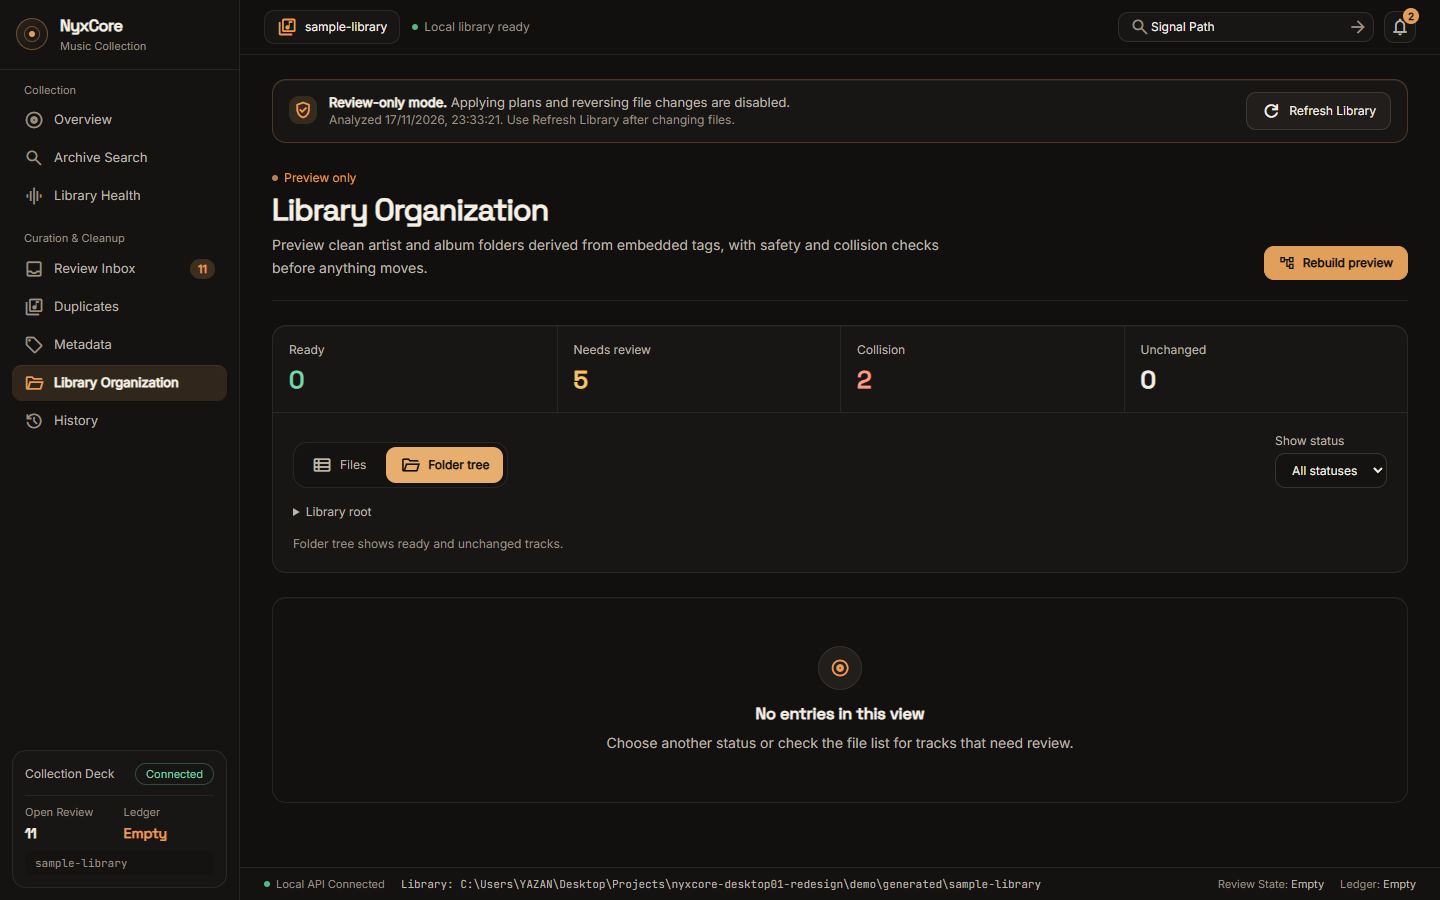 NyxCore
Music Collection
Collection
Overview
Archive Search
Library Health
Curation & Cleanup
Review Inbox 11
Duplicates
Metadata
Library Organization
History
Collection Deck Connected
Open Review Ledger
11 Empty
sample-library
sample-library Local library ready
Signal Path
2
Review-only mode. Applying plans and reversing file changes are disabled.
Analyzed 17/11/2026, 23:33:21. Use Refresh Library after changing files.
Refresh Library
Preview only
Library Organization
Preview clean artist and album folders derived from embedded tags, with safety and collision checks
before anything moves.
Rebuild preview
Ready Needs review Collision Unchanged
0 5 2 0
Files Folder tree
Show status
All statuses
Library root
Folder tree shows ready and unchanged tracks.
No entries in this view
Choose another status or check the file list for tracks that need review.
Local API Connected Library: C:\Users\YAZAN\Desktop\Projects\nyxcore-desktop01-redesign\demo\generated\sample-library Review State: Empty Ledger: Empty